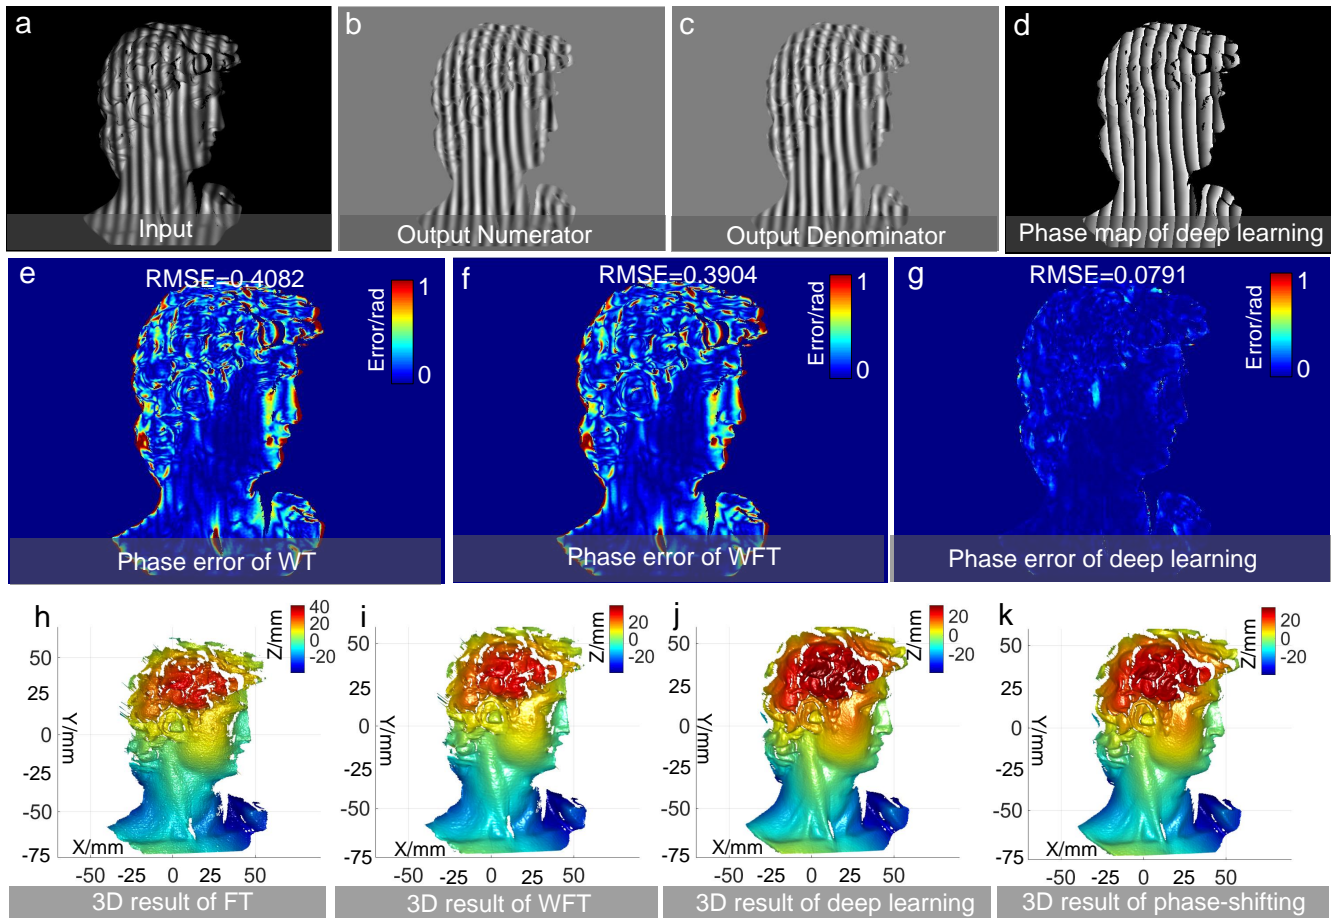 a
Input
b
Output Numerator
c
Output Denominator
d
Phase map of deep learning
e
RMSE=0.4082
Error/rad
1
0
Phase error of WT
f
RMSE=0.3904
Error/rad
1
0
Phase error of WFT
g
RMSE=0.0791
Error/rad
1
0
Phase error of deep learning
h
Z/mm
40
20
0
-20
50
25
0
-25
-50
-75
Y/mm
X/mm
-50 -25 0 25 50
3D result of FT
i
Z/mm
40
20
0
-20
50
25
0
-25
-50
-75
Y/mm
X/mm
-50 -25 0 25 50
3D result of WFT
j
Z/mm
20
0
-20
50
25
0
-25
-50
-75
Y/mm
X/mm
-50 -25 0 25 50
3D result of deep learning
k
Z/mm
20
0
-20
50
25
0
-25
-50
-75
Y/mm
X/mm
-50 -25 0 25 50
3D result of phase-shifting